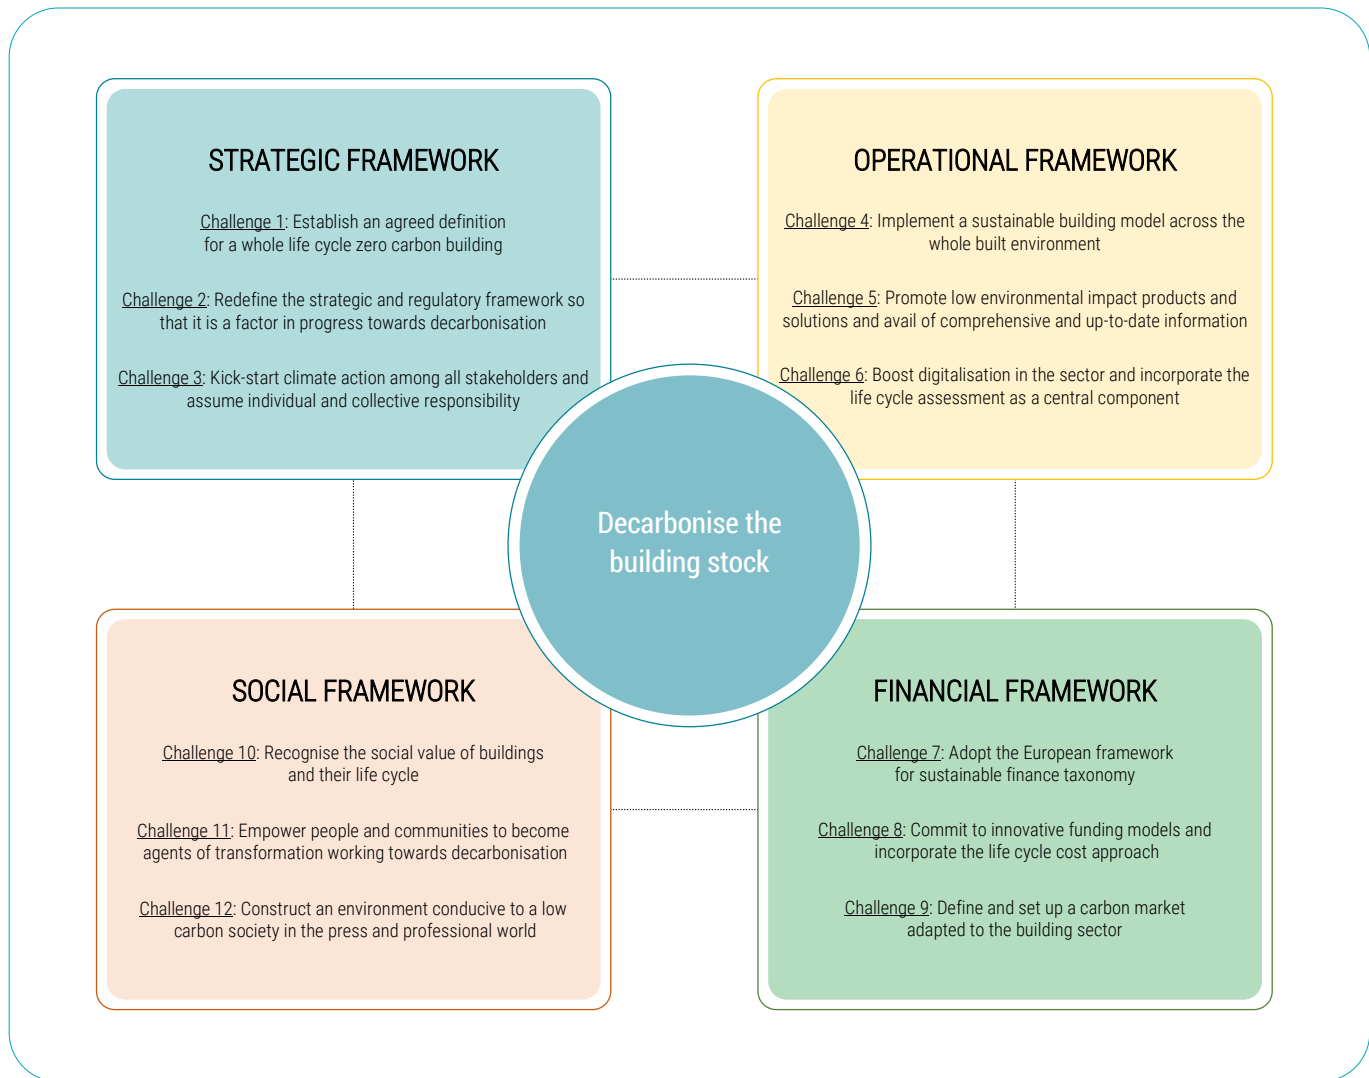 STRATEGIC FRAMEWORK
Challenge 1: Establish an agreed definition
for a whole life cycle zero carbon building
Challenge 2: Redefine the strategic and regulatory framework so
that it is a factor in progress towards decarbonisation
Challenge 3: Kick-start climate action among all stakeholders and
assume individual and collective responsibility
OPERATIONAL FRAMEWORK
Challenge 4: Implement a sustainable building model across the
whole built environment
Challenge 5: Promote low environmental impact products and
solutions and avail of comprehensive and up-to-date information
Challenge 6: Boost digitalisation in the sector and incorporate the
life cycle assessment as a central component
Decarbonise the
building stock
SOCIAL FRAMEWORK
Challenge 10: Recognise the social value of buildings
and their life cycle
Challenge 11: Empower people and communities to become
agents of transformation working towards decarbonisation
Challenge 12: Construct an environment conducive to a low
carbon society in the press and professional world
FINANCIAL FRAMEWORK
Challenge 7: Adopt the European framework
for sustainable finance taxonomy
Challenge 8: Commit to innovative funding models and
incorporate the life cycle cost approach
Challenge 9: Define and set up a carbon market
adapted to the building sector